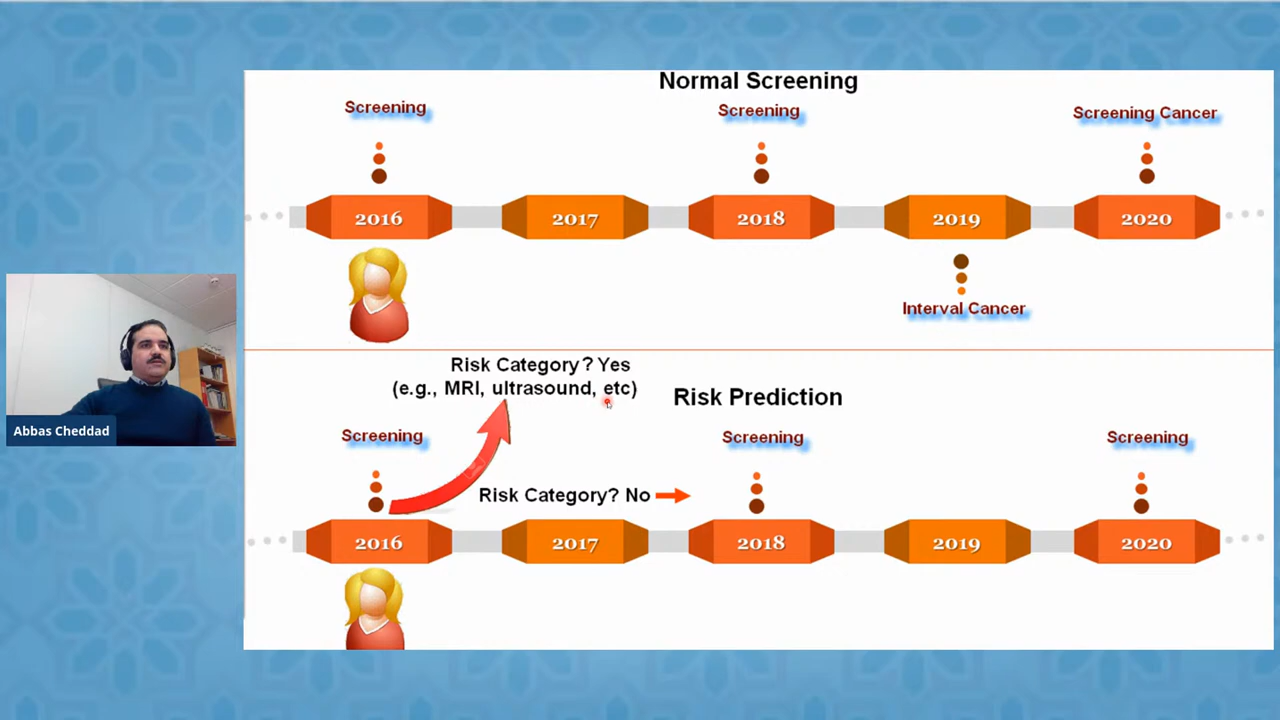 Normal Screening
Screening
Screening
Screening Cancer
2016
2017
2018
2019
2020
Interval Cancer
Abbas Cheddad
Risk Category? Yes
(e.g., MRI, ultrasound, etc)
Risk Prediction
Screening
Screening
Screening
Risk Category? No
2016
2017
2018
2019
2020